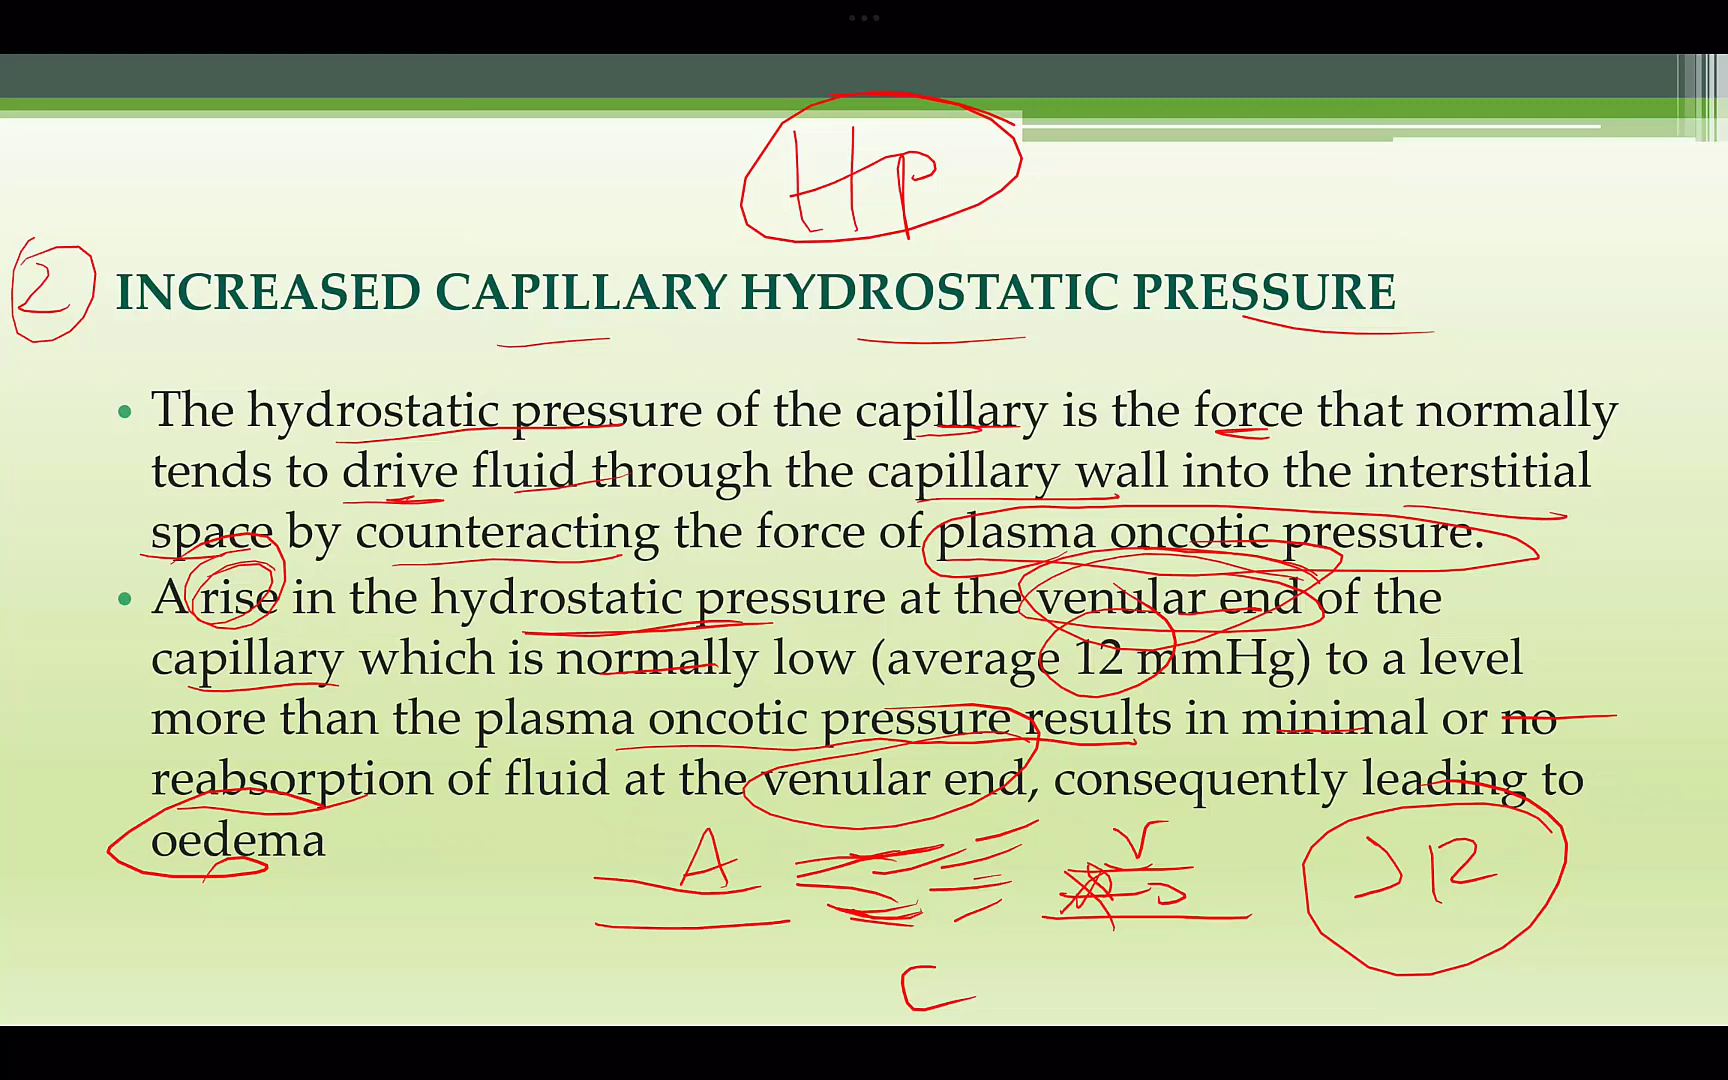 HP
2 INCREASED CAPILLARY HYDROSTATIC PRESSURE
• The hydrostatic pressure of the capillary is the force that normally
tends to drive fluid through the capillary wall into the interstitial
space by counteracting the force of plasma oncotic pressure.
• A rise in the hydrostatic pressure at the venular end of the
capillary which is normally low (average 12 mmHg) to a level
more than the plasma oncotic pressure results in minimal or no
reabsorption of fluid at the venular end, consequently leading to
oedema
A
V
>12
C